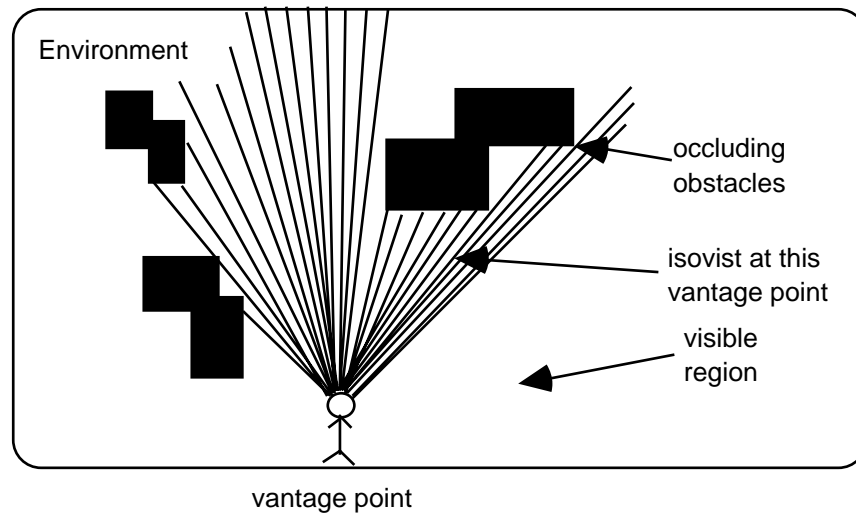 Environment
occluding
obstacles
isovist at this
vantage point
visible
region
vantage point